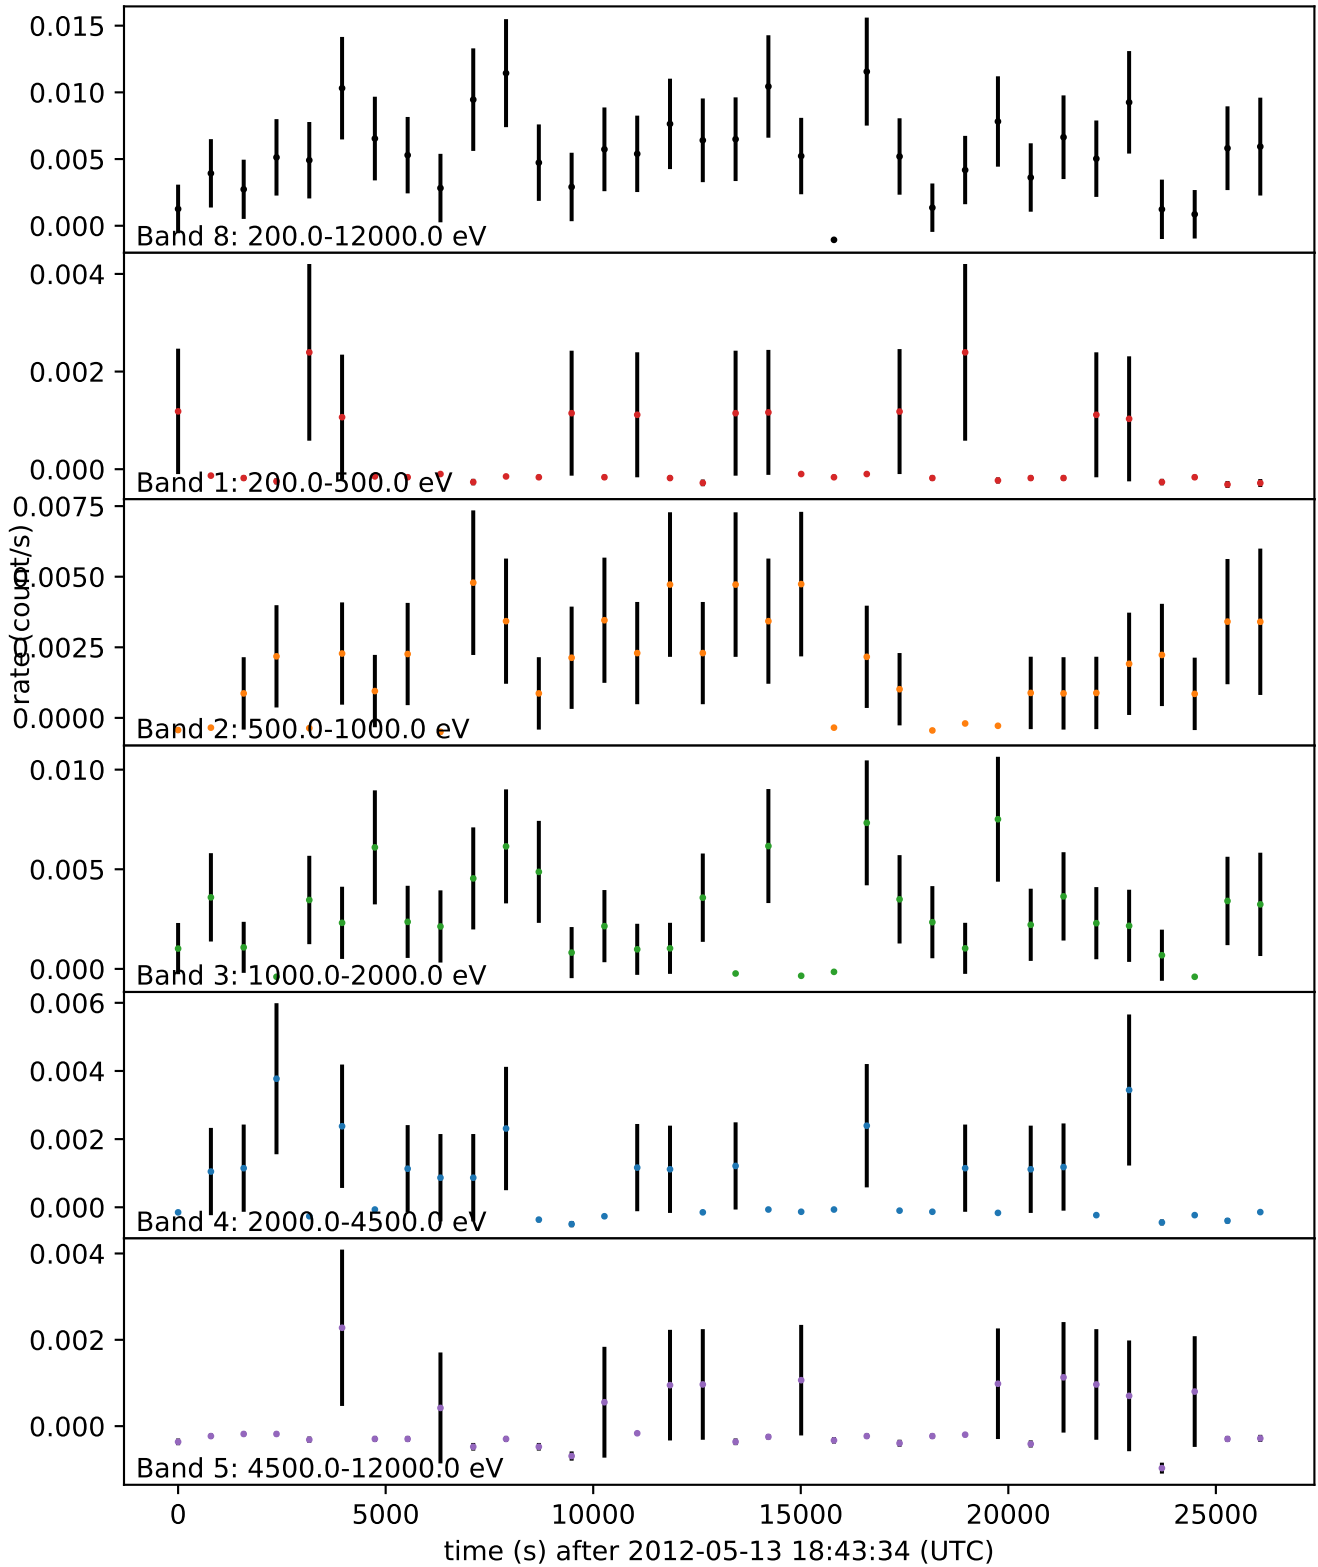 0.015
0.010
0.005
0.000
Band 8: 200.0-12000.0 eV
0.004
0.002
0.000
Band 1: 200.0-500.0 eV
rate (count/s)
0.0075
0.0050
0.0025
0.0000
Band 2: 500.0-1000.0 eV
0.010
0.005
0.000
Band 3: 1000.0-2000.0 eV
0.006
0.004
0.002
0.000
Band 4: 2000.0-4500.0 eV
0.004
0.002
0.000
Band 5: 4500.0-12000.0 eV
0 5000 10000 15000 20000 25000
time (s) after 2012-05-13 18:43:34 (UTC)